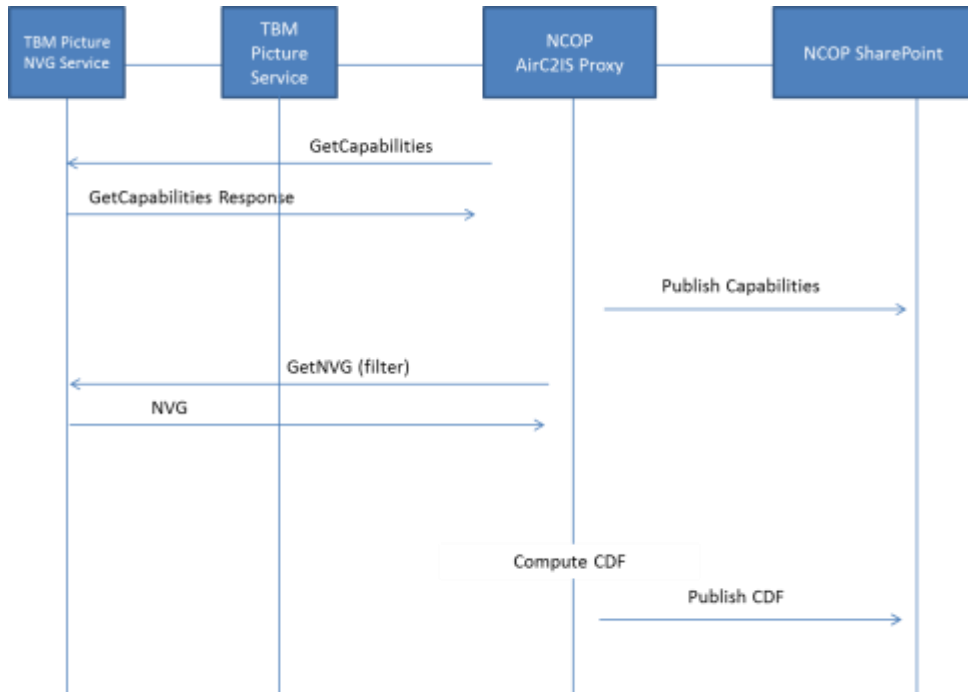 TBM Picture
NVG Service
TBM
Picture
Service
NCOP
AirC2IS Proxy
NCOP SharePoint
GetCapabilities
GetCapabilities Response
Publish Capabilities
GetNVG (filter)
NVG
Compute CDF
Publish CDF